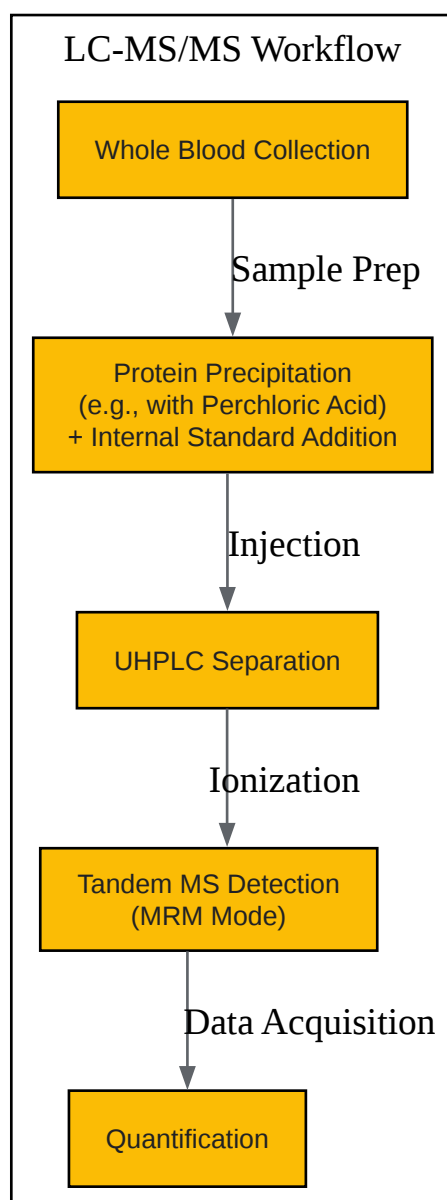 LC-MS/MS Workflow
Whole Blood Collection
Sample Prep
Protein Precipitation
(e.g., with Perchloric Acid)
+ Internal Standard Addition
Injection
UHPLC Separation
Ionization
Tandem MS Detection
(MRM Mode)
Data Acquisition
Quantification